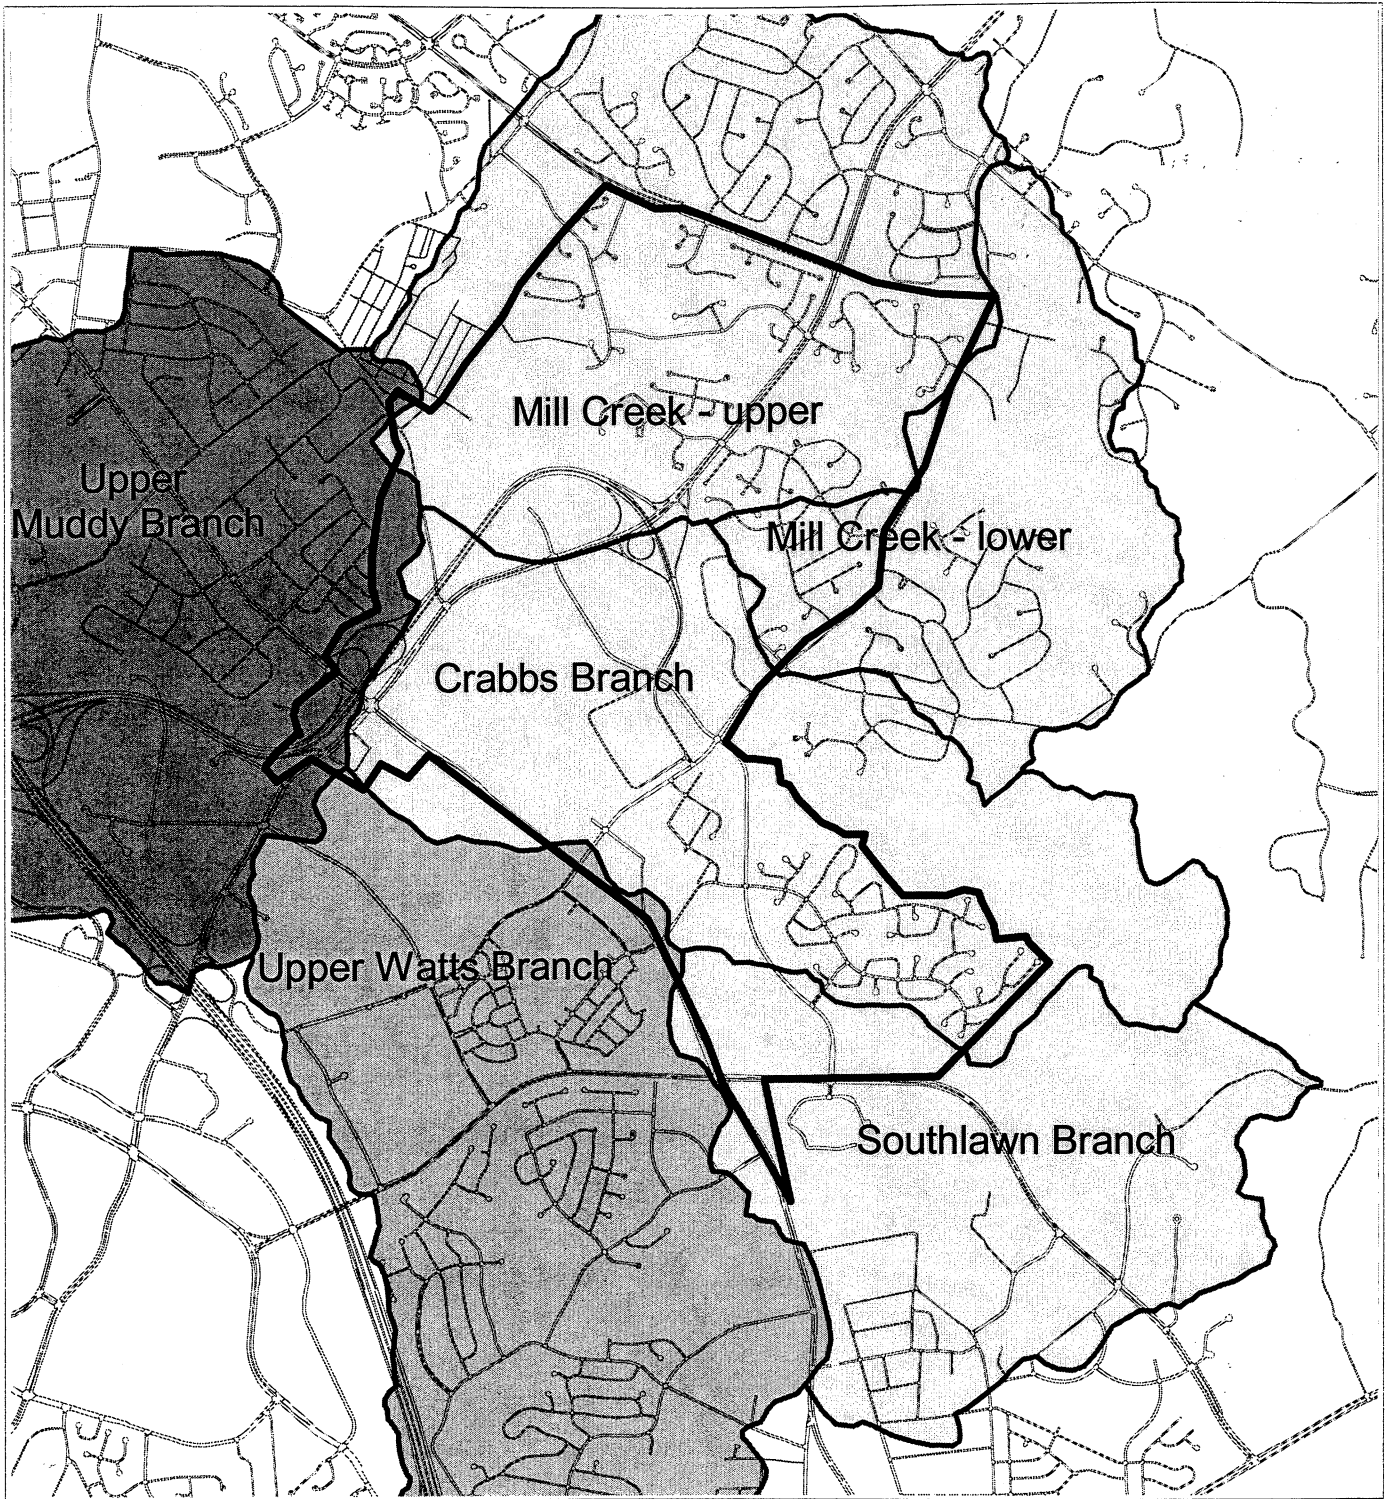 Mill Creek - upper
Upper
Muddy Branch
Mill Creek - lower
Crabbs Branch
Upper Watts Branch
Southlawn Branch